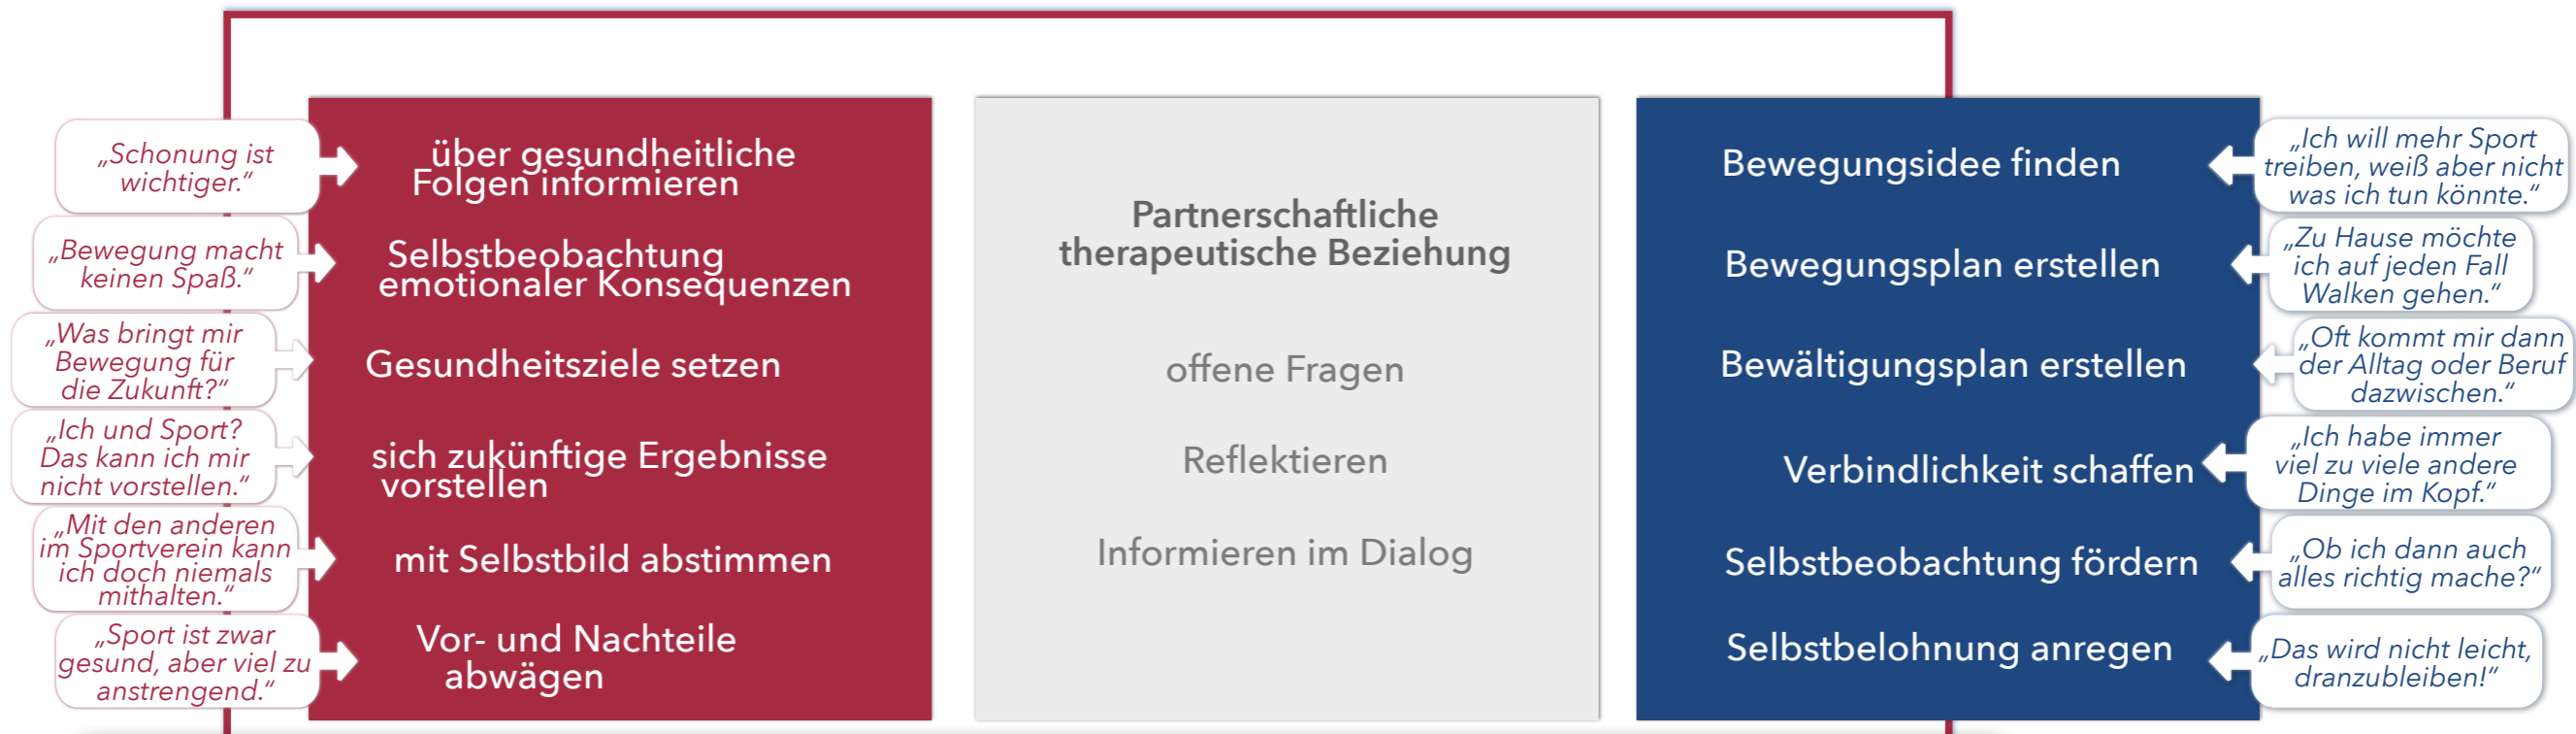 „Schonung ist
wichtiger.“
über gesundheitliche
Folgen informieren
„Bewegung macht
keinen Spaß.“
Selbstbeobachtung
emotionaler Konsequenzen
„Was bringt mir
Bewegung für
die Zukunft?“
Gesundheitsziele setzen
„Ich und Sport?
Das kann ich mir
nicht vorstellen.“
sich zukünftige Ergebnisse
vorstellen
„Mit den anderen
im Sportverein kann
ich doch niemals
mithalten.“
mit Selbstbild abstimmen
„Sport ist zwar
gesund, aber viel zu
anstrengend.“
Vor- und Nachteile
abwägen
Partnerschaftliche
therapeutische Beziehung
offene Fragen
Reflektieren
Informieren im Dialog
Bewegungsidee finden
„Ich will mehr Sport
treiben, weiß aber nicht
was ich tun könnte.“
Bewegungsplan erstellen
„Zu Hause möchte
ich auf jeden Fall
Walken gehen.“
Bewältigungsplan erstellen
„Oft kommt mir dann
der Alltag oder Beruf
dazwischen.“
Verbindlichkeit schaffen
„Ich habe immer
viel zu viele andere
Dinge im Kopf.“
Selbstbeobachtung fördern
„Ob ich dann auch
alles richtig mache?“
Selbstbelohnung anregen
„Das wird nicht leicht,
dranzubleiben!“